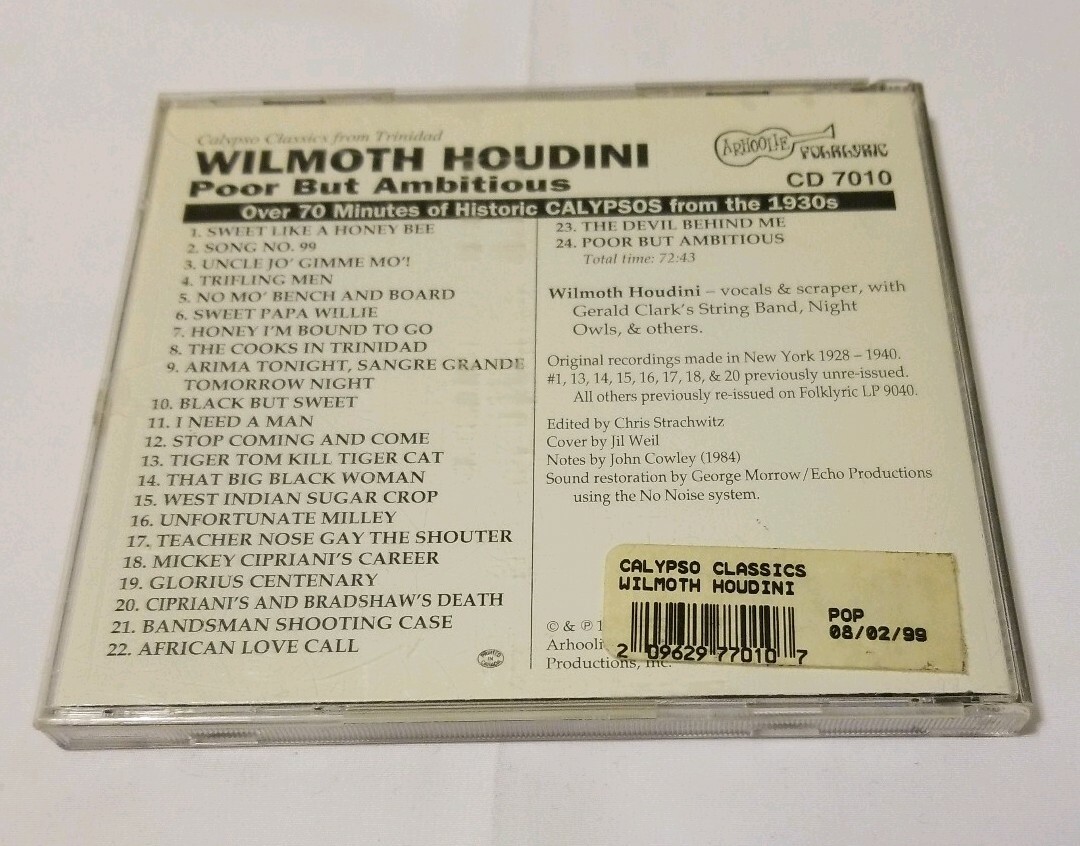 Calypso Classics from Trinidad
WILMOTH HOUDINI
Poor But Ambitious
ARHOOLIE FOLKLYRIC
CD 7010
Over 70 Minutes of Historic CALYPSOS from the 1930s
1. SWEET LIKE A HONEY BEE
2. SONG NO. 99
3. UNCLE JO' GIMME MO'!
4. TRIFLING MEN
5. NO MO' BENCH AND BOARD
6. SWEET PAPA WILLIE
7. HONEY I'M BOUND TO GO
8. THE COOKS IN TRINIDAD
9. ARIMA TONIGHT, SANGRE GRANDE
TOMORROW NIGHT
10. BLACK BUT SWEET
11. I NEED A MAN
12. STOP COMING AND COME
13. TIGER TOM KILL TIGER CAT
14. THAT BIG BLACK WOMAN
15. WEST INDIAN SUGAR CROP
16. UNFORTUNATE MILLEY
17. TEACHER NOSE GAY THE SHOUTER
18. MICKEY CIPRIANI'S CAREER
19. GLORIUS CENTENARY
20. CIPRIANI'S AND BRADSHAW'S DEATH
21. BANDSMAN SHOOTING CASE
22. AFRICAN LOVE CALL
23. THE DEVIL BEHIND ME
24. POOR BUT AMBITIOUS
Total time: 72:43
Wilmoth Houdini – vocals & scraper, with
Gerald Clark's String Band, Night
Owls, & others.
Original recordings made in New York 1928 – 1940.
#1, 13, 14, 15, 16, 17, 18, & 20 previously unre-issued.
All others previously re-issued on Folklyric LP 9040.
Edited by Chris Strachwitz
Cover by Jil Weil
Notes by John Cowley (1984)
Sound restoration by George Morrow/Echo Productions
using the No Noise system.
© & ℗ 1
Arhooli
Productions, Inc.
CALYPSO CLASSICS
WILMOTH HOUDINI
POP
08/02/99
2 09629 77010 7